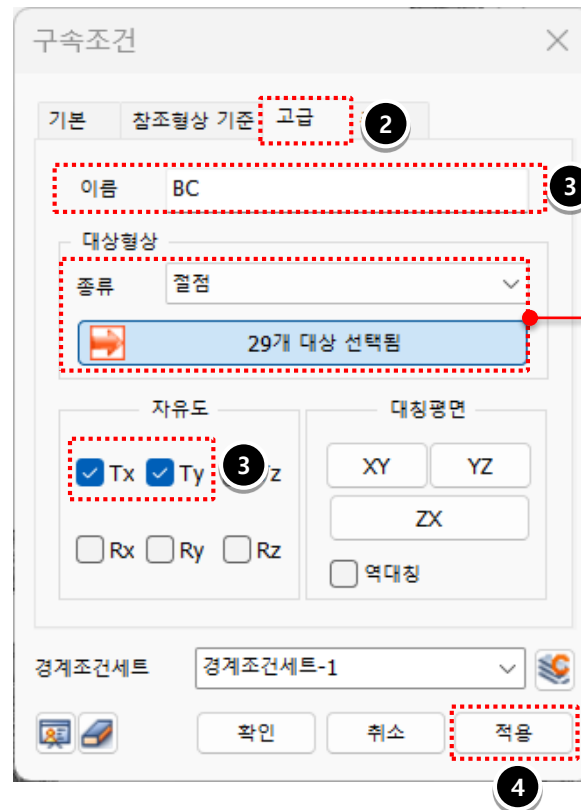 구속조건
기본 참조형상 기준 고급 2
이름 BC 3
대상형상
종류 절점
29개 대상 선택됨
자유도 대칭평면
Tx Ty 3 z XY YZ
ZX
Rx Ry Rz
역대칭
경계조건세트 경계조건세트-1
확인 취소 적용
4